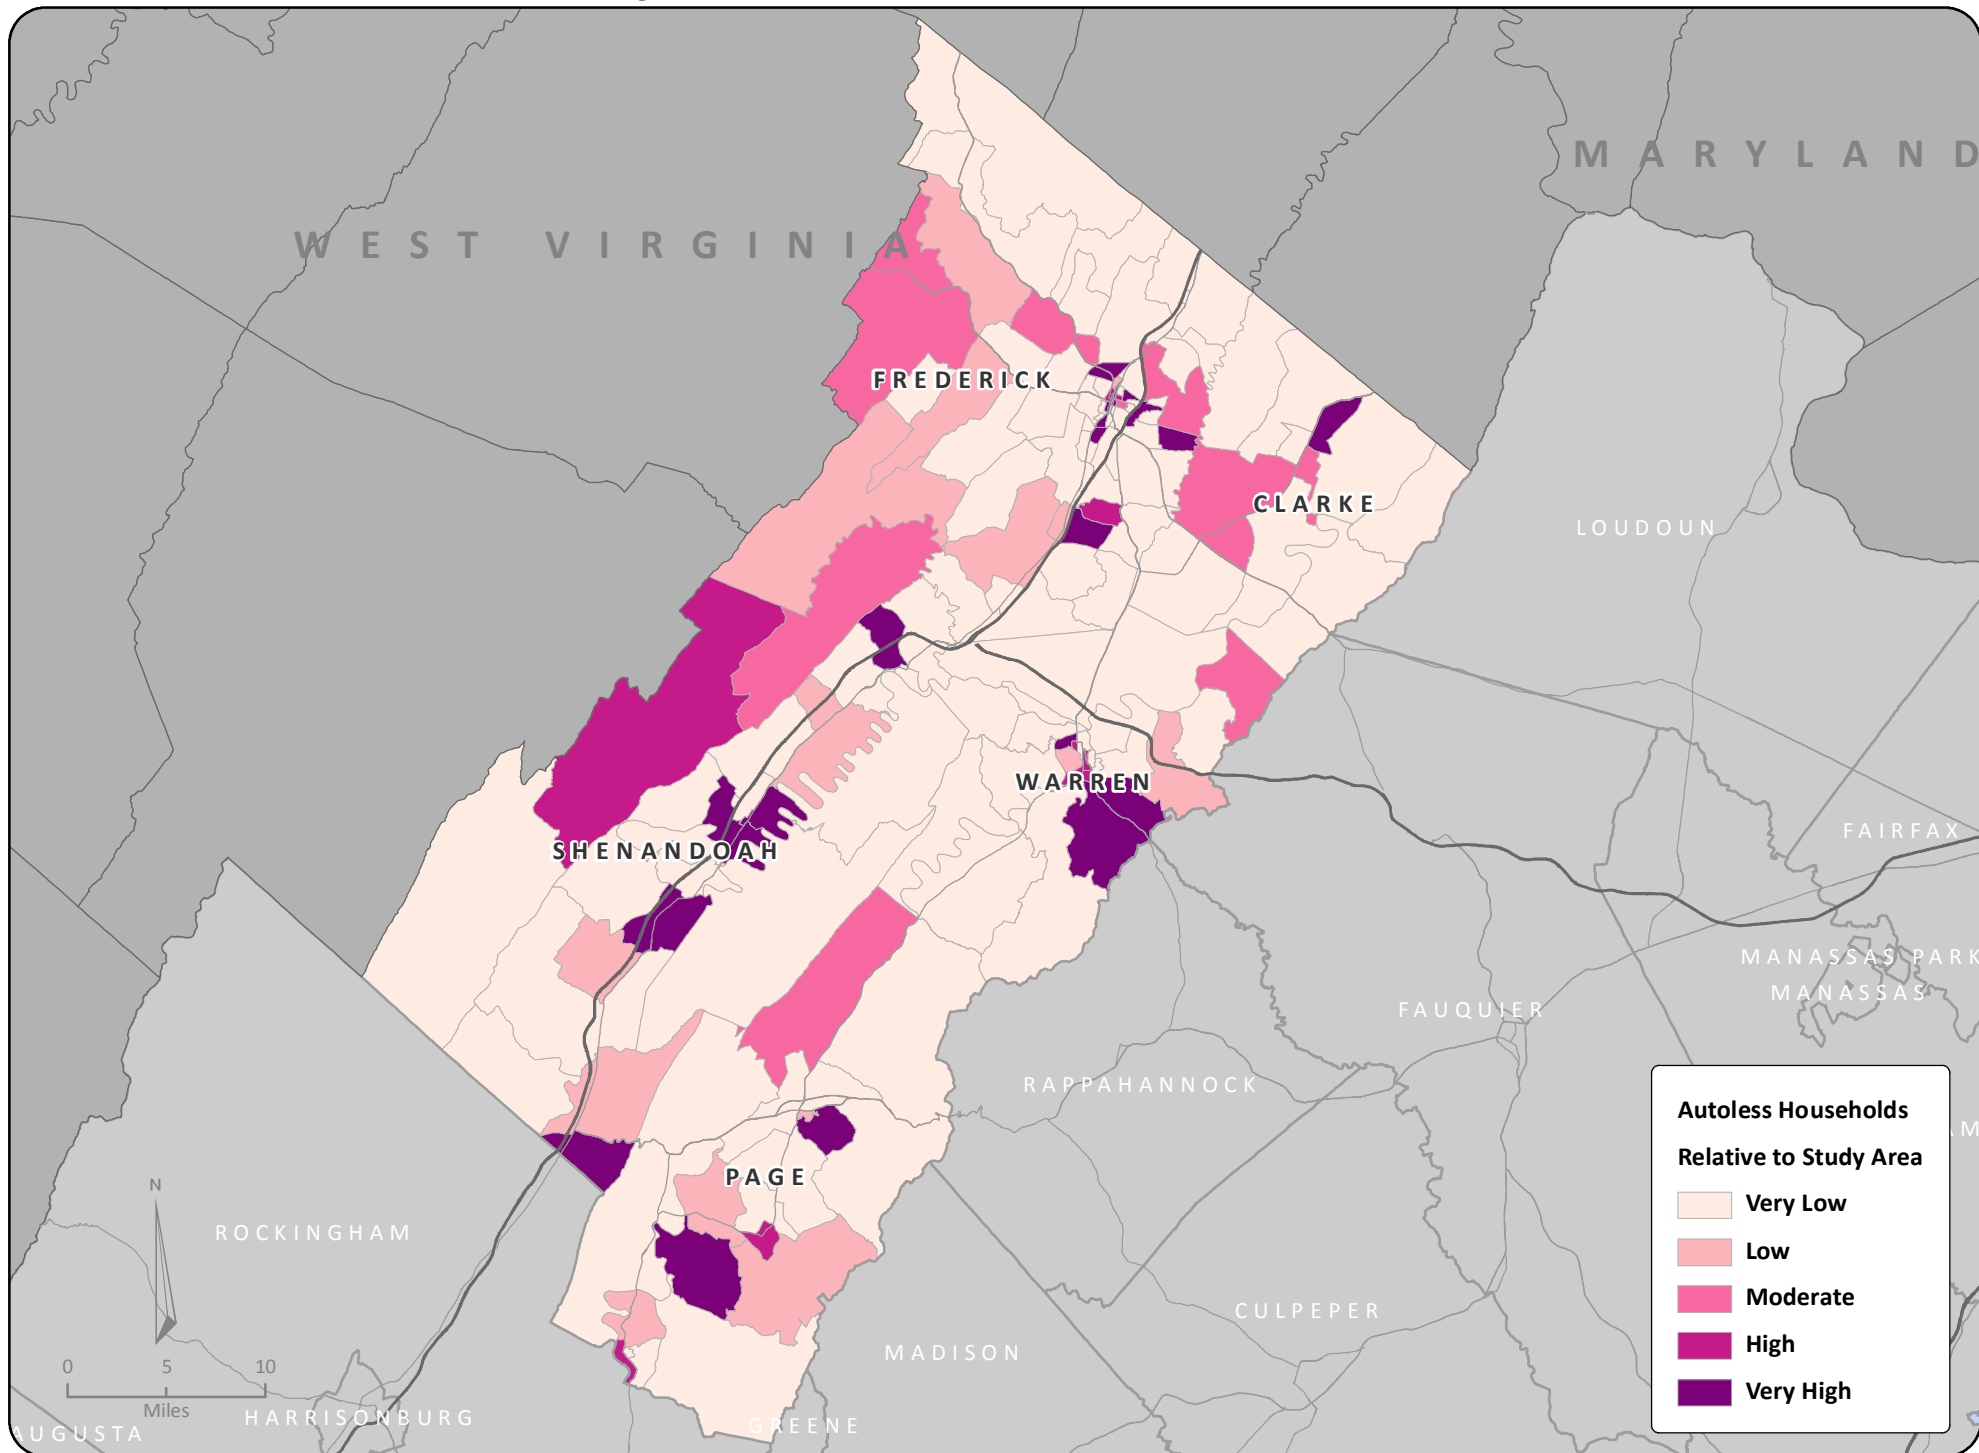 MARYLAND
WEST VIRGINIA
FREDERICK
CLARKE
LOUDOUN
WARREN
FAIRFAX
SHENANDOAH
MANASSAS PARK
MANASSAS
FAUQUIER
RAPPAHANNOCK
PAGE
ROCKINGHAM
CULPEPER
MADISON
HARRISONBURG
GREENE
AUGUSTA
N
0 5 10
Miles
Autoless Households
Relative to Study Area
Very Low
Low
Moderate
High
Very High